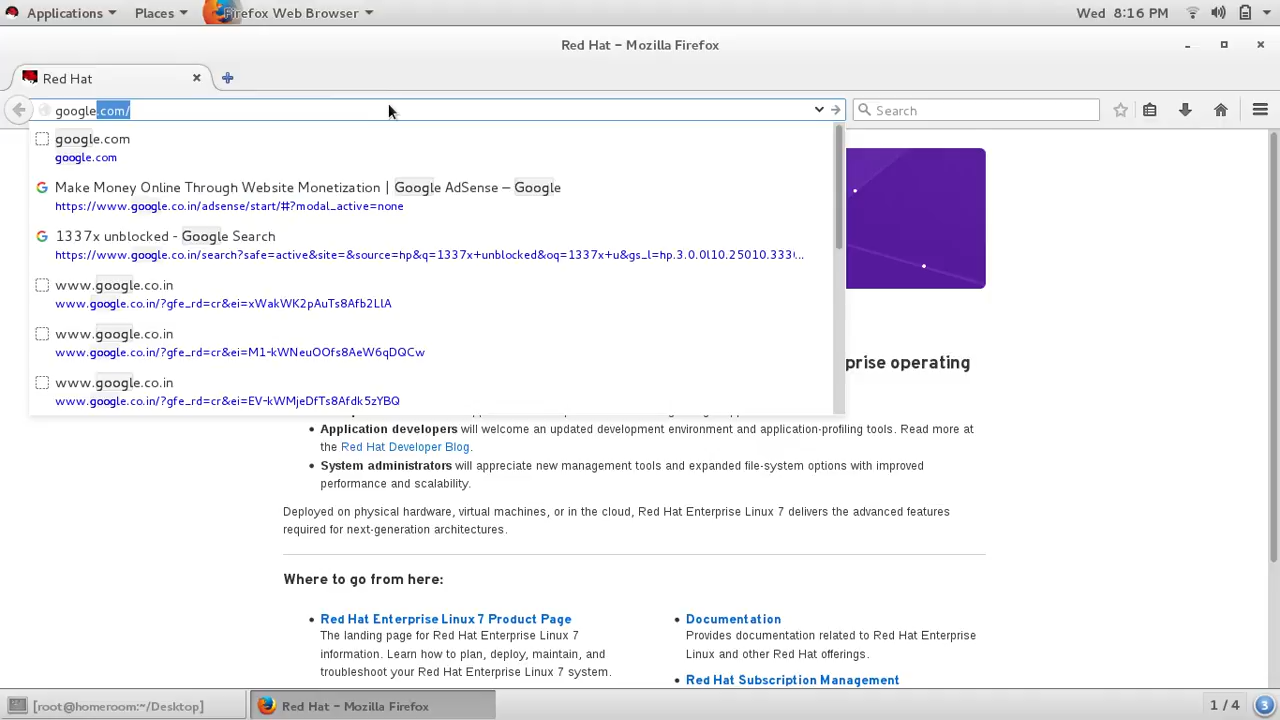 Applications Places Firefox Web Browser Wed 8:16 PM
Red Hat – Mozilla Firefox
Red Hat
google.com/ Search
google.com
google.com
Make Money Online Through Website Monetization | Google AdSense – Google
https://www.google.co.in/adsense/start/#?modal_active=none
1337x unblocked - Google Search
https://www.google.co.in/search?safe=active&site=&source=hp&q=1337x+unblocked&oq=1337x+u&gs_l=hp.3.0.0l10.25010.333(...
www.google.co.in
www.google.co.in/?gfe_rd=cr&ei=xWakWK2pAuTs8Afb2LlA
www.google.co.in
www.google.co.in/?gfe_rd=cr&ei=M1-kWNeuOOfs8AeW6qDQCw
www.google.co.in
www.google.co.in/?gfe_rd=cr&ei=EV-kWMjeDfTs8Afdk5zYBQ
prise operating
• Application developers will welcome an updated development environment and application-profiling tools. Read more at
the Red Hat Developer Blog.
• System administrators will appreciate new management tools and expanded file-system options with improved
performance and scalability.
Deployed on physical hardware, virtual machines, or in the cloud, Red Hat Enterprise Linux 7 delivers the advanced features
required for next-generation architectures.
Where to go from here:
• Red Hat Enterprise Linux 7 Product Page
The landing page for Red Hat Enterprise Linux 7
information. Learn how to plan, deploy, maintain, and
troubleshoot your Red Hat Enterprise Linux 7 system.
• Documentation
Provides documentation related to Red Hat Enterprise
Linux and other Red Hat offerings.
• Red Hat Subscription Management
[root@homeroom:~/Desktop] Red Hat – Mozilla Firefox 1 / 4 3